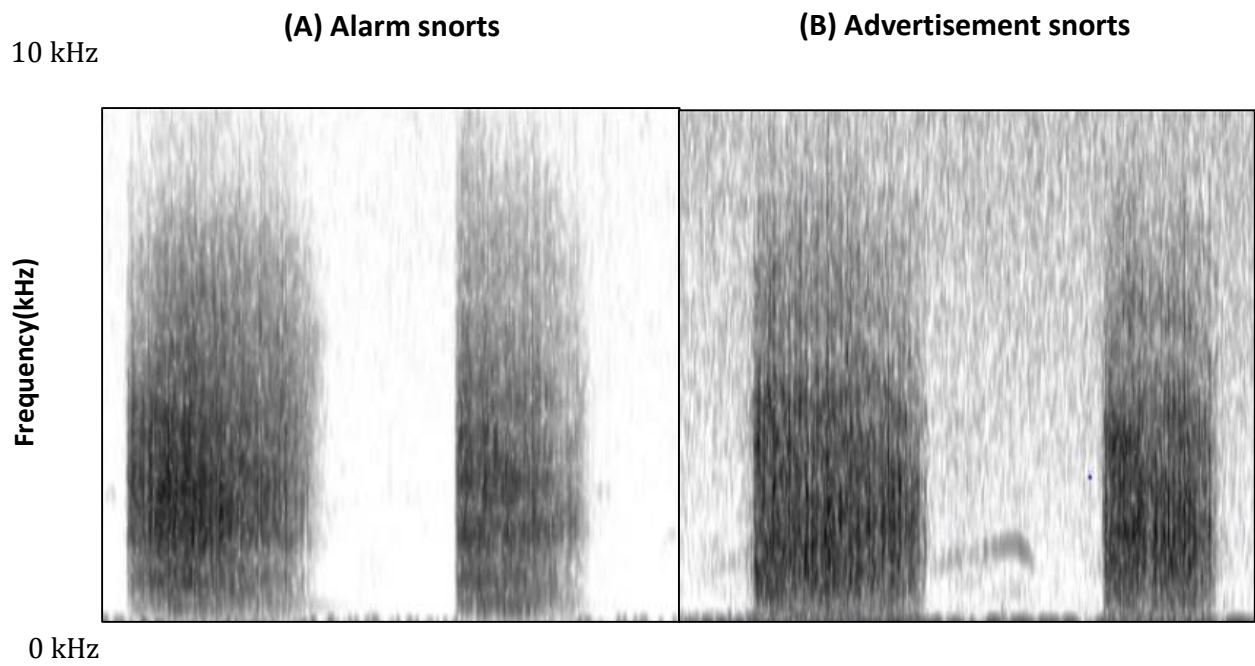 (A) Alarm snorts
(B) Advertisement snorts
10 kHz
Frequency(kHz)
0 kHz